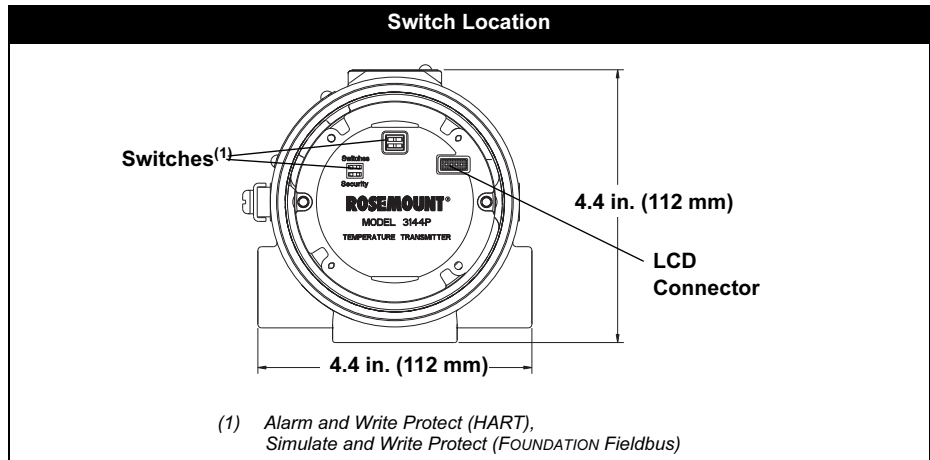 Switch Location
Switches(1)
Switches
Security
ROSEMOUNT®
MODEL 3144P
TEMPERATURE TRANSMITTER
4.4 in. (112 mm)
LCD
Connector
4.4 in. (112 mm)
(1) Alarm and Write Protect (HART),
Simulate and Write Protect (FOUNDATION Fieldbus)